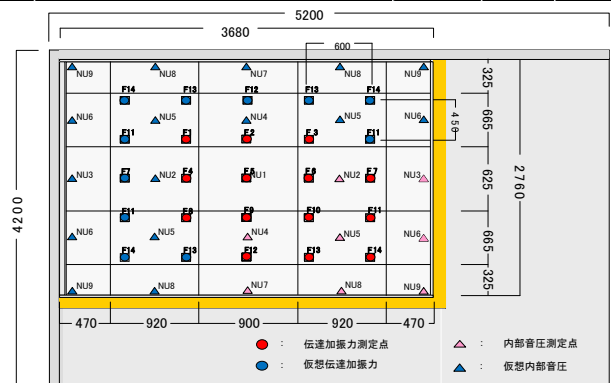 5200
3680
600
NU9 NU8 NU7 NU8 NU9
325
F14 F13 F12 F13 F14
450
665
NU6 NU5 NU4 NU5 NU6
F11 F1 F2 F3 F11
4200
NU3 F7 NU2 F4 F5 NU1 F6 NU2 F7 NU3
625
2760
F11 F8 F9 F10 F11
NU6 NU5 NU4 NU5 NU6
665
F14 F13 F12 F13 F14
NU9 NU8 NU7 NU8 NU9
325
470 920 900 920 470
： 伝達加振力測定点
： 内部音圧測定点
： 仮想伝達加振力
： 仮想内部音圧